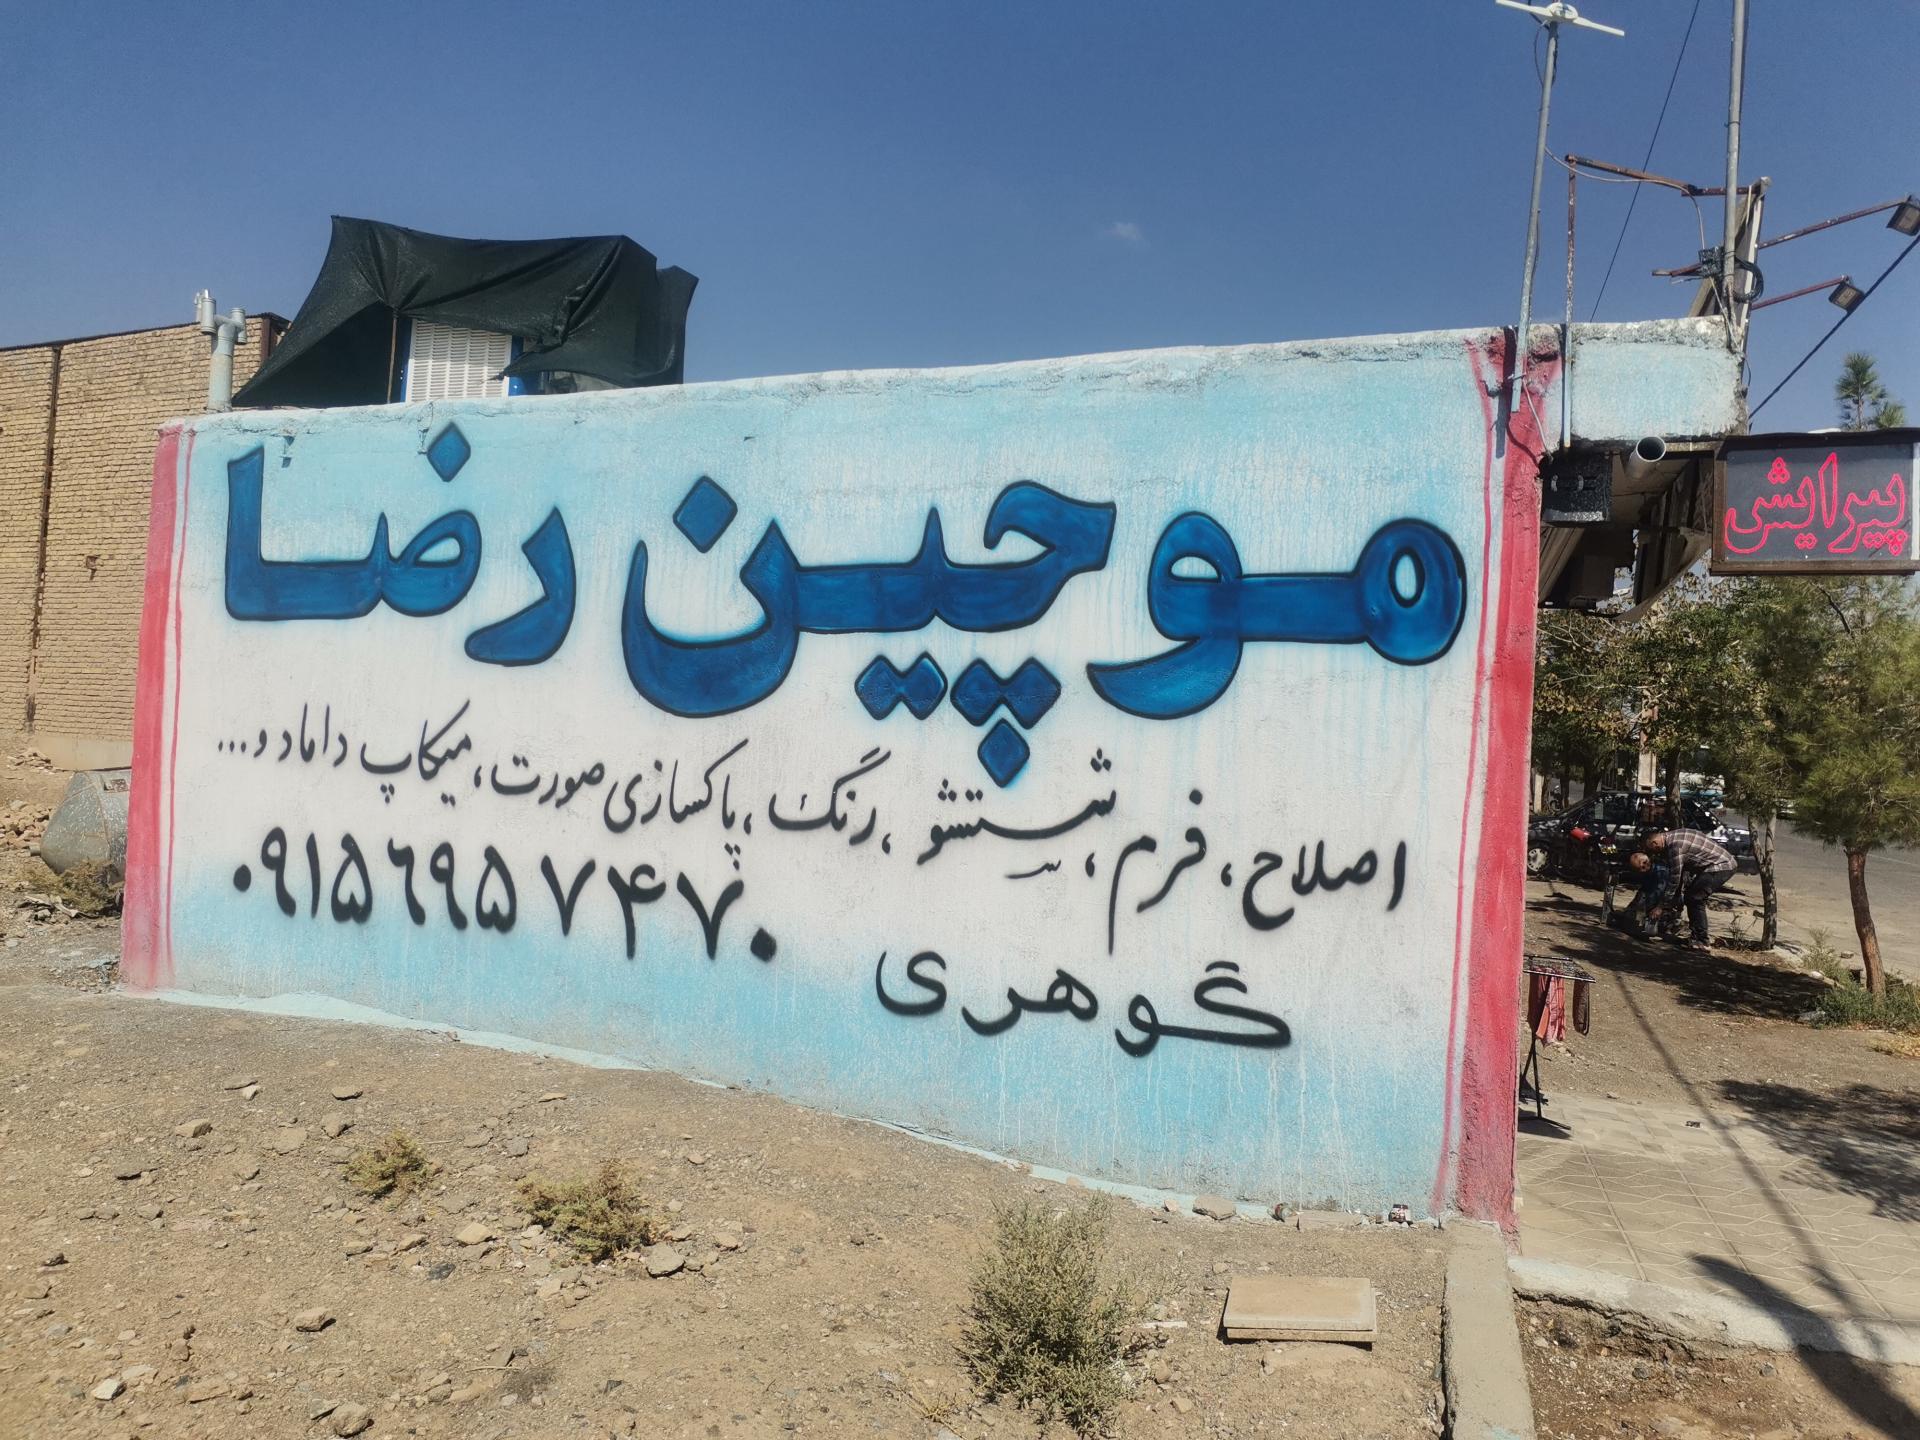 موچین رضا
اصلاح، فرم، شستشو، رنگ، پاکسازی صورت، میکاپ داماد و...
۰۹۱۵۶۹۵۷۴۷۰
گوهری
پیرایش